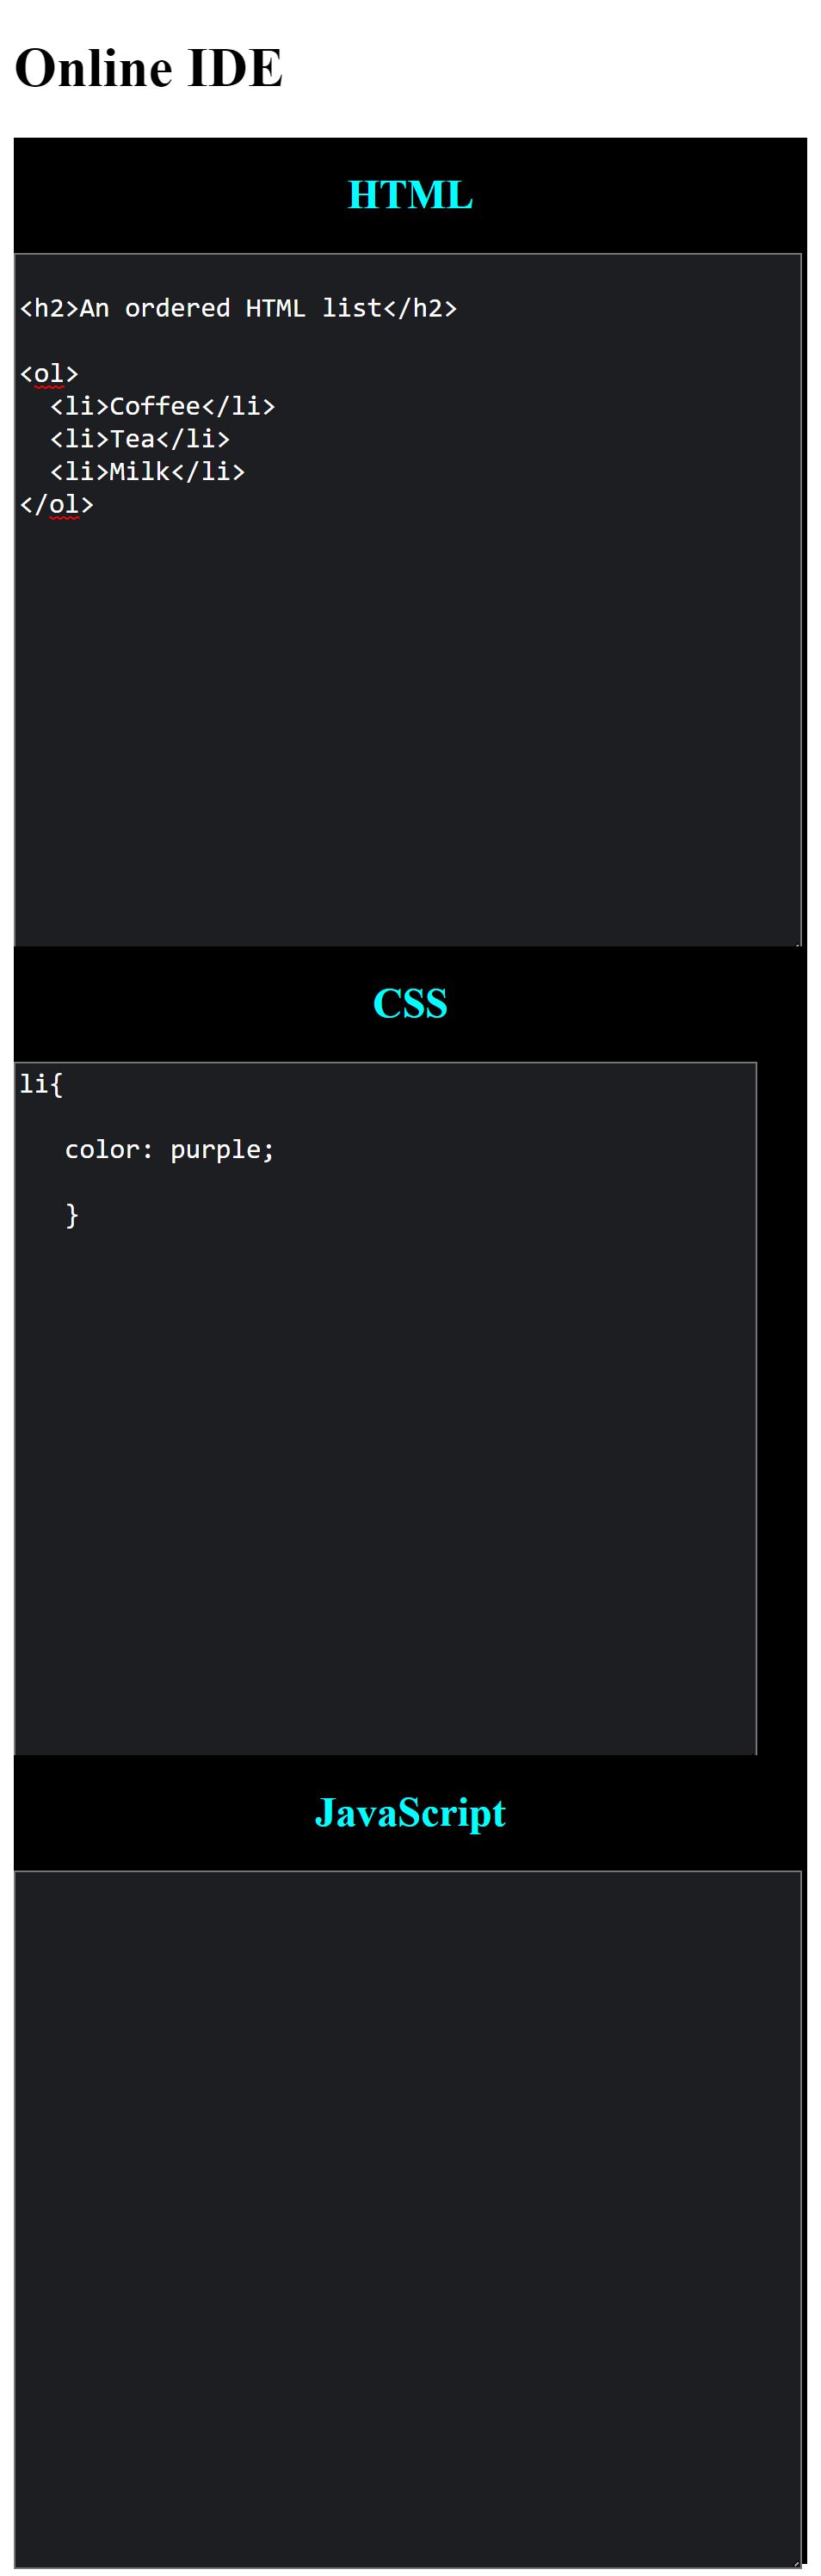 Online IDE
HTML
<h2>An ordered HTML list</h2>
<ol>
<li>Coffee</li>
<li>Tea</li>
<li>Milk</li>
</ol>
CSS
li{
color: purple;
}
JavaScript